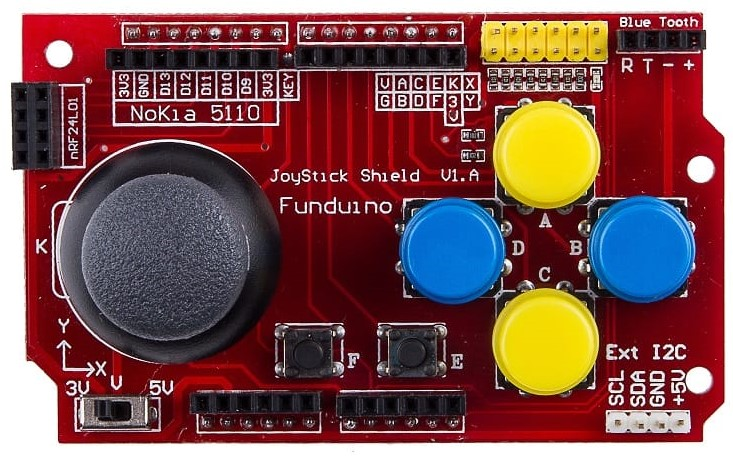 Blue Tooth
R T - +
3V3 GND D13 D12 D11 D10 D9 3V3 KEY
NoKia 5110
V A C E K X
G B D F 3V Y
nRF24L01
JoyStick Shield V1.A
Funduino
A
D
B
C
K
Y
X
F
E
3V V 5V
Ext I2C
SCL SDA GND +5V